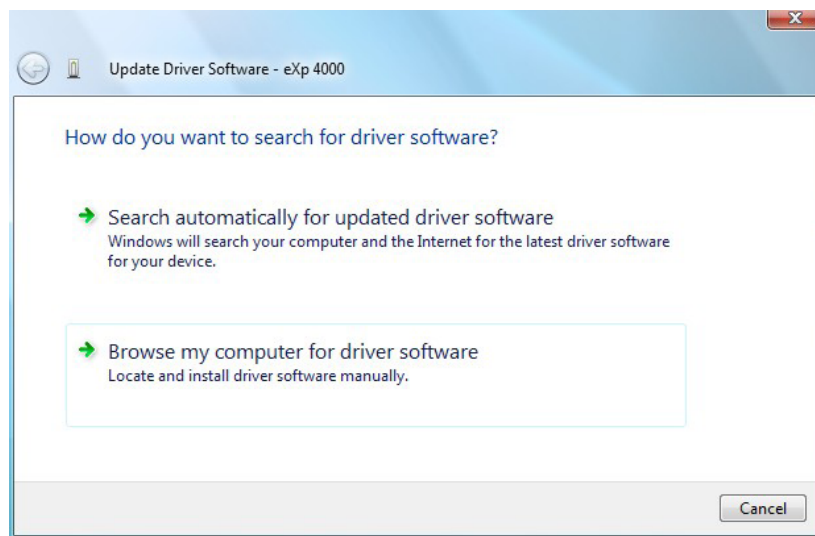 Update Driver Software - eXp 4000
How do you want to search for driver software?
Search automatically for updated driver software
Windows will search your computer and the Internet for the latest driver software
for your device.
Browse my computer for driver software
Locate and install driver software manually.
Cancel